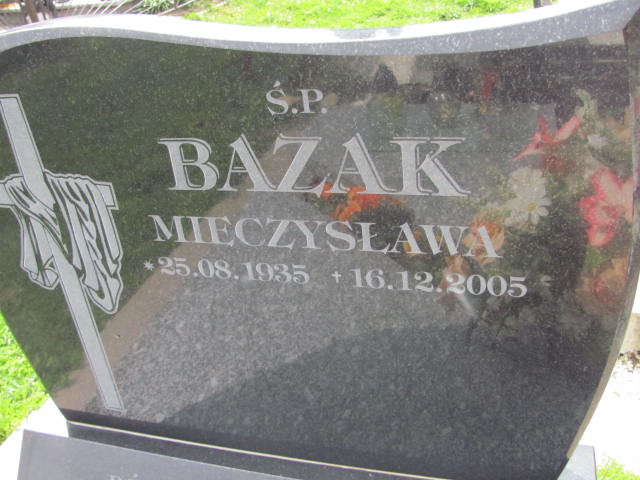 Ś.P.
BAZAK
MIECZYSŁAWA
*25.08.1935 †16.12.2005